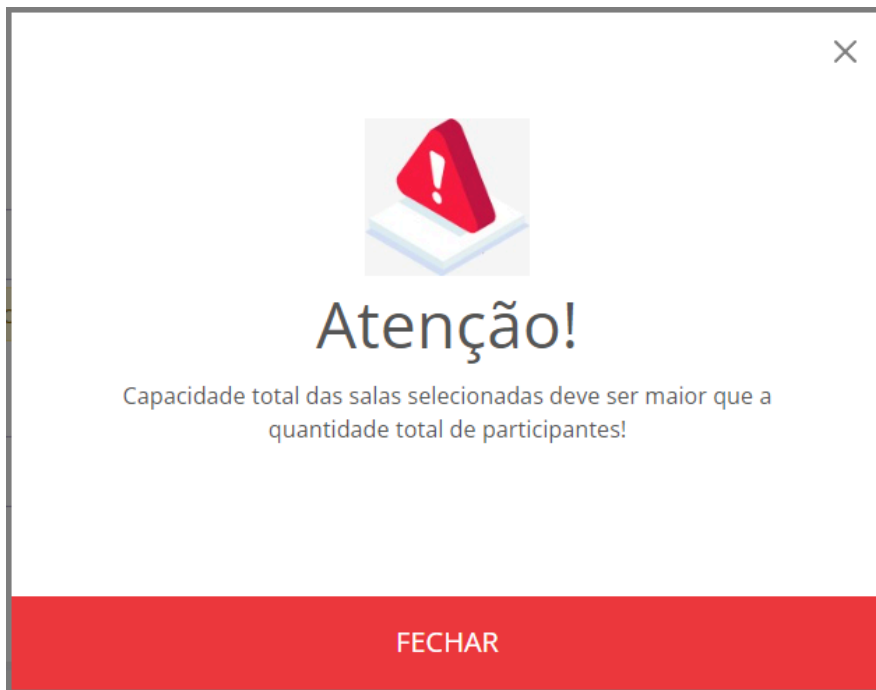 Atenção!
Capacidade total das salas selecionadas deve ser maior que a
quantidade total de participantes!
FECHAR